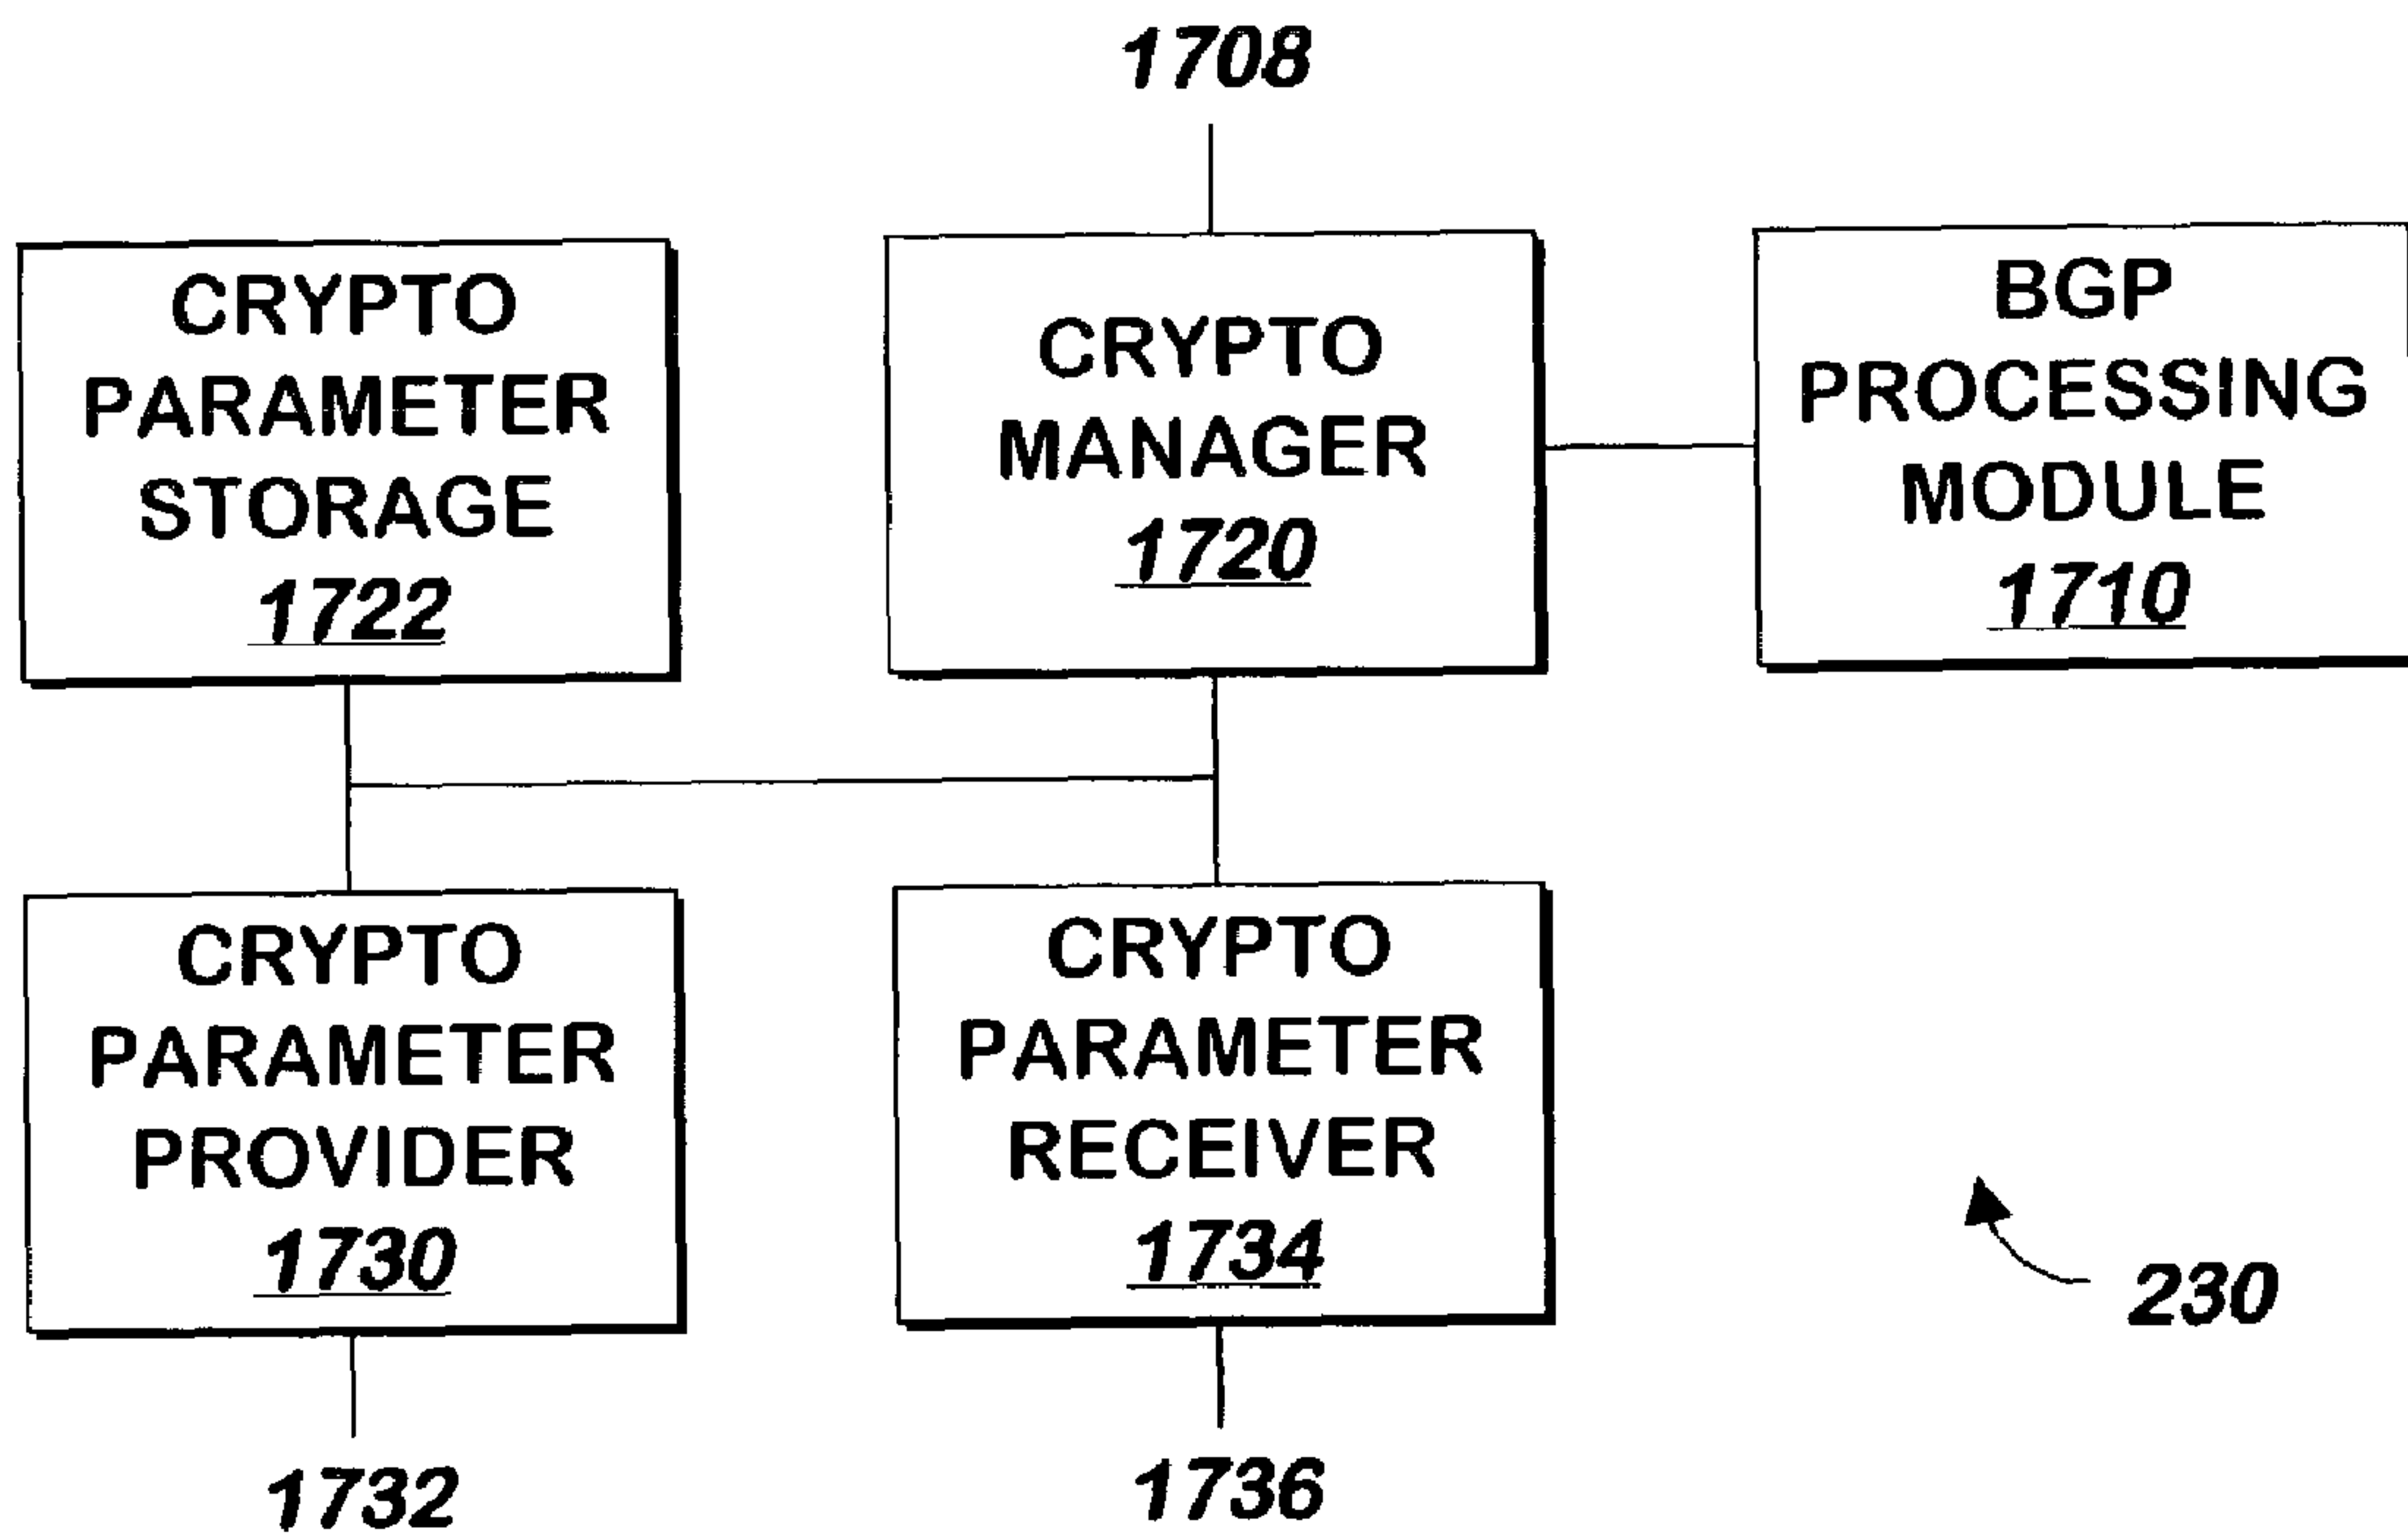 1708
CRYPTO
PARAMETER
STORAGE
1722
CRYPTO
MANAGER
1720
BGP
PROCESSING
MODULE
1710
CRYPTO
PARAMETER
PROVIDER
1730
CRYPTO
PARAMETER
RECEIVER
1734
230
1732
1736